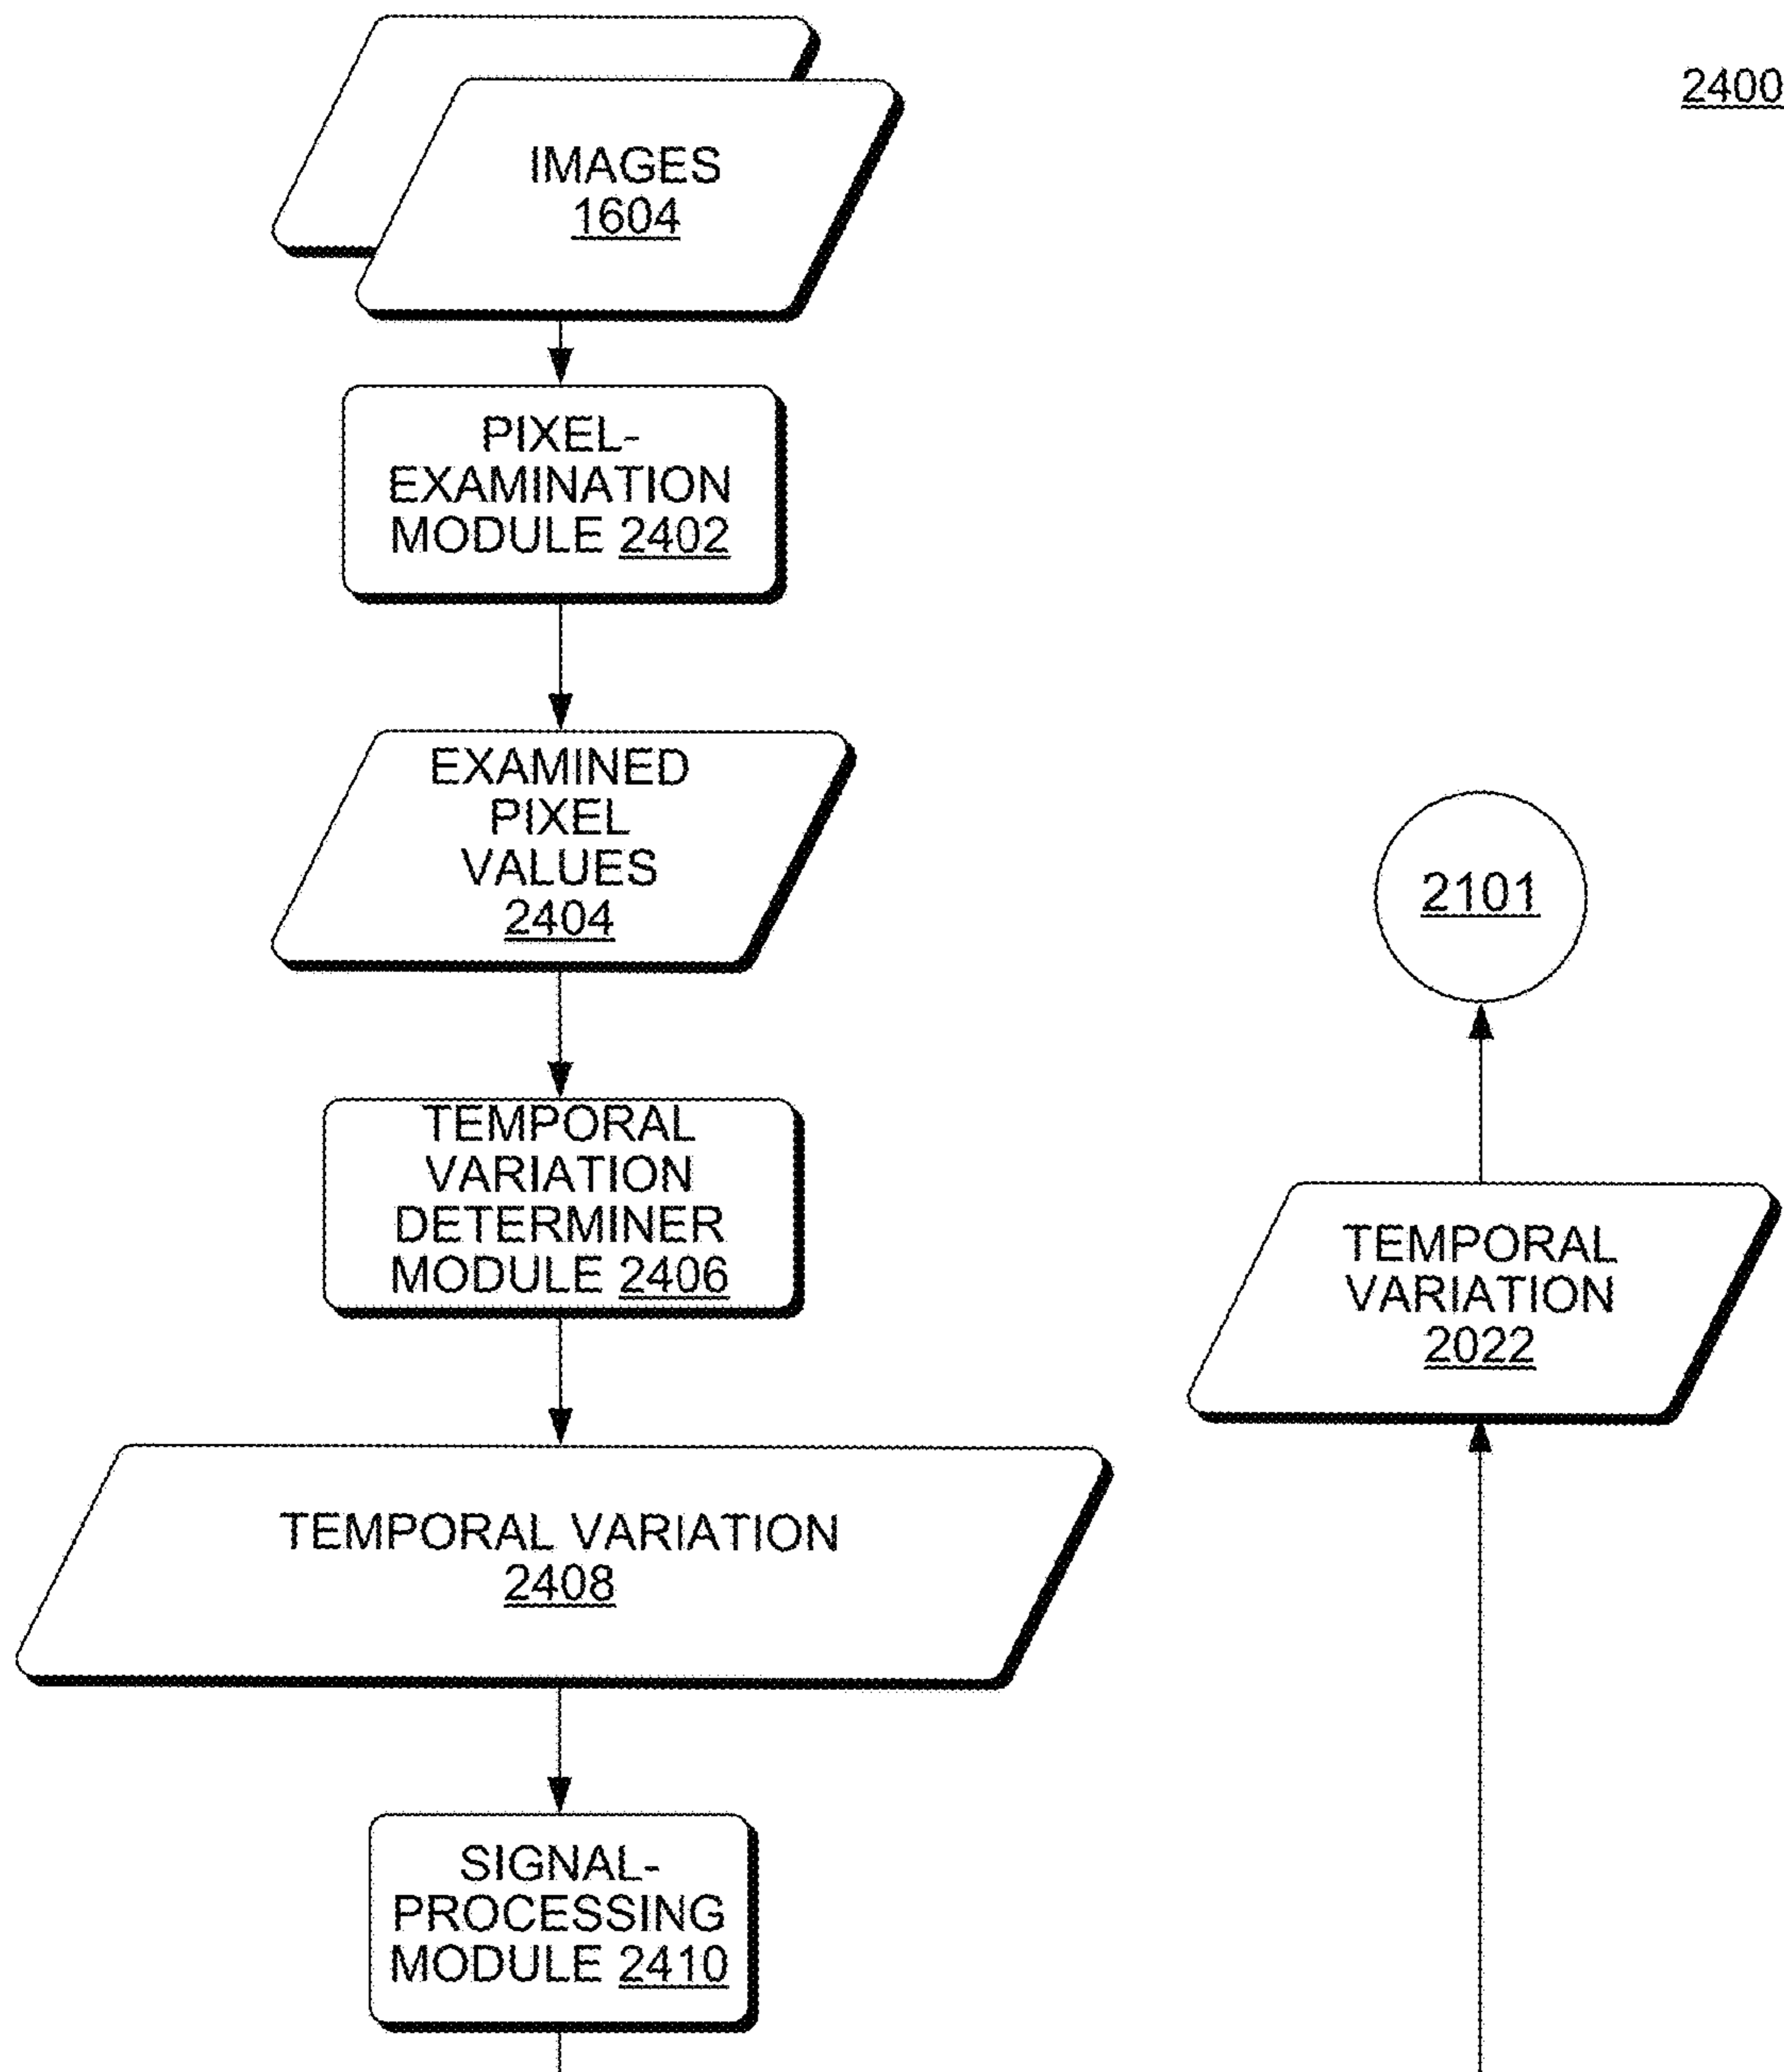 2400
IMAGES
1604
PIXEL-
EXAMINATION
MODULE 2402
EXAMINED
PIXEL
VALUES
2404
TEMPORAL
VARIATION
DETERMINER
MODULE 2406
TEMPORAL VARIATION
2408
SIGNAL-
PROCESSING
MODULE 2410
2101
TEMPORAL
VARIATION
2022